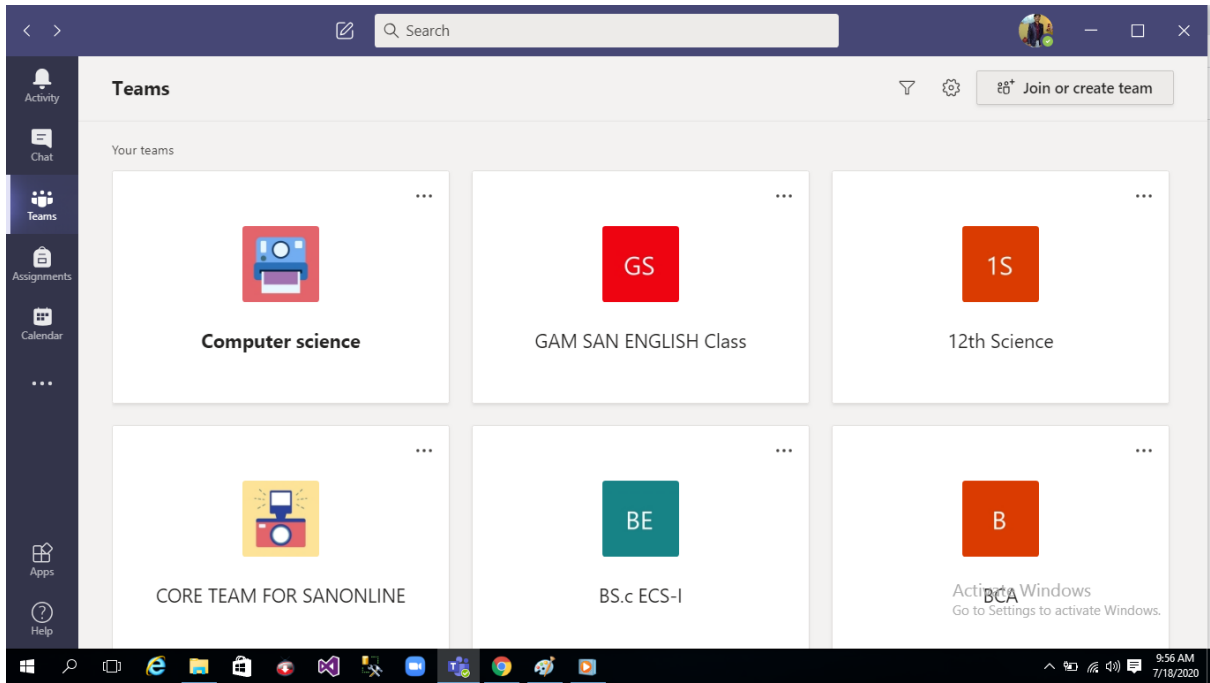 Search
Activity
Teams
Join or create team
Chat
Your teams
Teams
Assignments
Calendar
GS
1S
Computer science
GAM SAN ENGLISH Class
12th Science
BE
B
Apps
Help
CORE TEAM FOR SANONLINE
BS.c ECS-I
BCA
Activate Windows
Go to Settings to activate Windows.
9:56 AM
7/18/2020